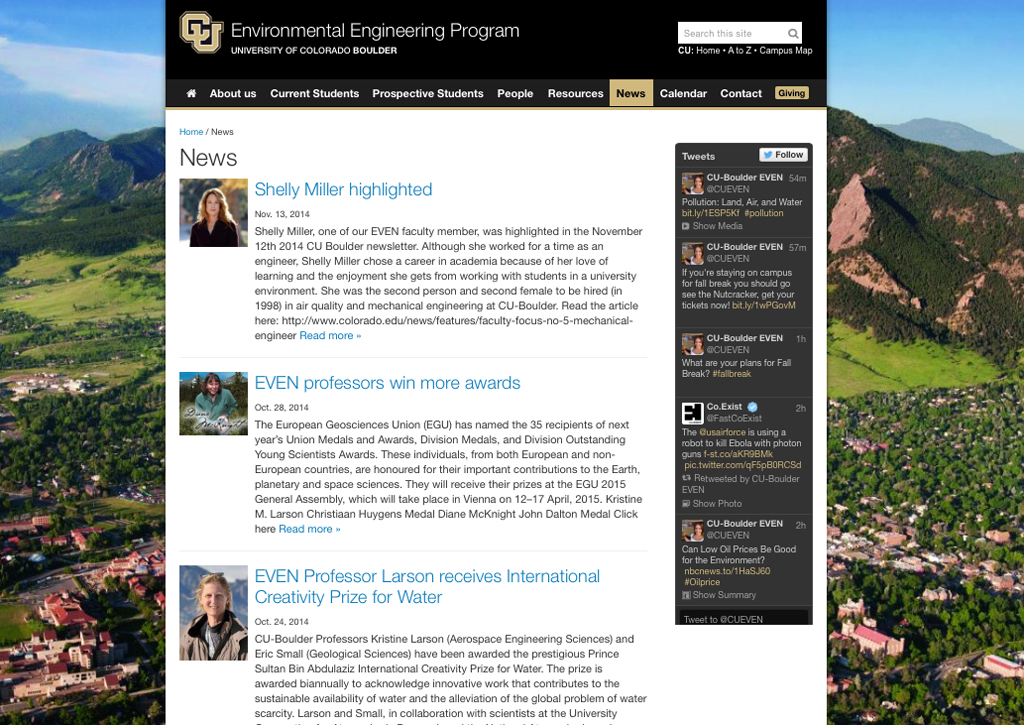 CU
Environmental Engineering Program
UNIVERSITY OF COLORADO BOULDER
Search this site
CU: Home • A to Z • Campus Map
About us Current Students Prospective Students People Resources News Calendar Contact Giving
Home / News
News
Shelly Miller highlighted
Nov. 13, 2014
Shelly Miller, one of our EVEN faculty member, was highlighted in the November
12th 2014 CU Boulder newsletter. Although she worked for a time as an
engineer, Shelly Miller chose a career in academia because of her love of
learning and the enjoyment she gets from working with students in a university
environment. She was the second person and second female to be hired (in
1998) in air quality and mechanical engineering at CU-Boulder. Read the article
here: http://www.colorado.edu/news/features/faculty-focus-no-5-mechanical-
engineer Read more »
EVEN professors win more awards
Oct. 28, 2014
The European Geosciences Union (EGU) has named the 35 recipients of next
year's Union Medals and Awards, Division Medals, and Division Outstanding
Young Scientists Awards. These individuals, from both European and non-
European countries, are honoured for their important contributions to the Earth,
planetary and space sciences. They will receive their prizes at the EGU 2015
General Assembly, which will take place in Vienna on 12–17 April, 2015. Kristine
M. Larson Christiaan Huygens Medal Diane McKnight John Dalton Medal Click
here Read more »
EVEN Professor Larson receives International
Creativity Prize for Water
Oct. 24, 2014
CU-Boulder Professors Kristine Larson (Aerospace Engineering Sciences) and
Eric Small (Geological Sciences) have been awarded the prestigious Prince
Sultan Bin Abdulaziz International Creativity Prize for Water. The prize is
awarded biannually to acknowledge innovative work that contributes to the
sustainable availability of water and the alleviation of the global problem of water
scarcity. Larson and Small, in collaboration with scientists at the University
Tweets Follow
CU-Boulder EVEN 54m
@CUEVEN
Pollution: Land, Air, and Water
bit.ly/1ESP5Kf #pollution
Show Media
CU-Boulder EVEN 57m
@CUEVEN
If you're staying on campus
for fall break you should go
see the Nutcracker, get your
tickets now! bit.ly/1wPGovM
CU-Boulder EVEN 1h
@CUEVEN
What are your plans for Fall
Break? #fallbreak
Co.Exist 2h
@FastCoExist
The @usairforce is using a
robot to kill Ebola with photon
guns f-st.co/aKR9BMk
pic.twitter.com/qF5pB0RCSd
Retweeted by CU-Boulder
EVEN
Show Photo
CU-Boulder EVEN 2h
@CUEVEN
Can Low Oil Prices Be Good
for the Environment?
nbcnews.to/1HaSJ60
#Oilprice
Show Summary
Tweet to @CUEVEN